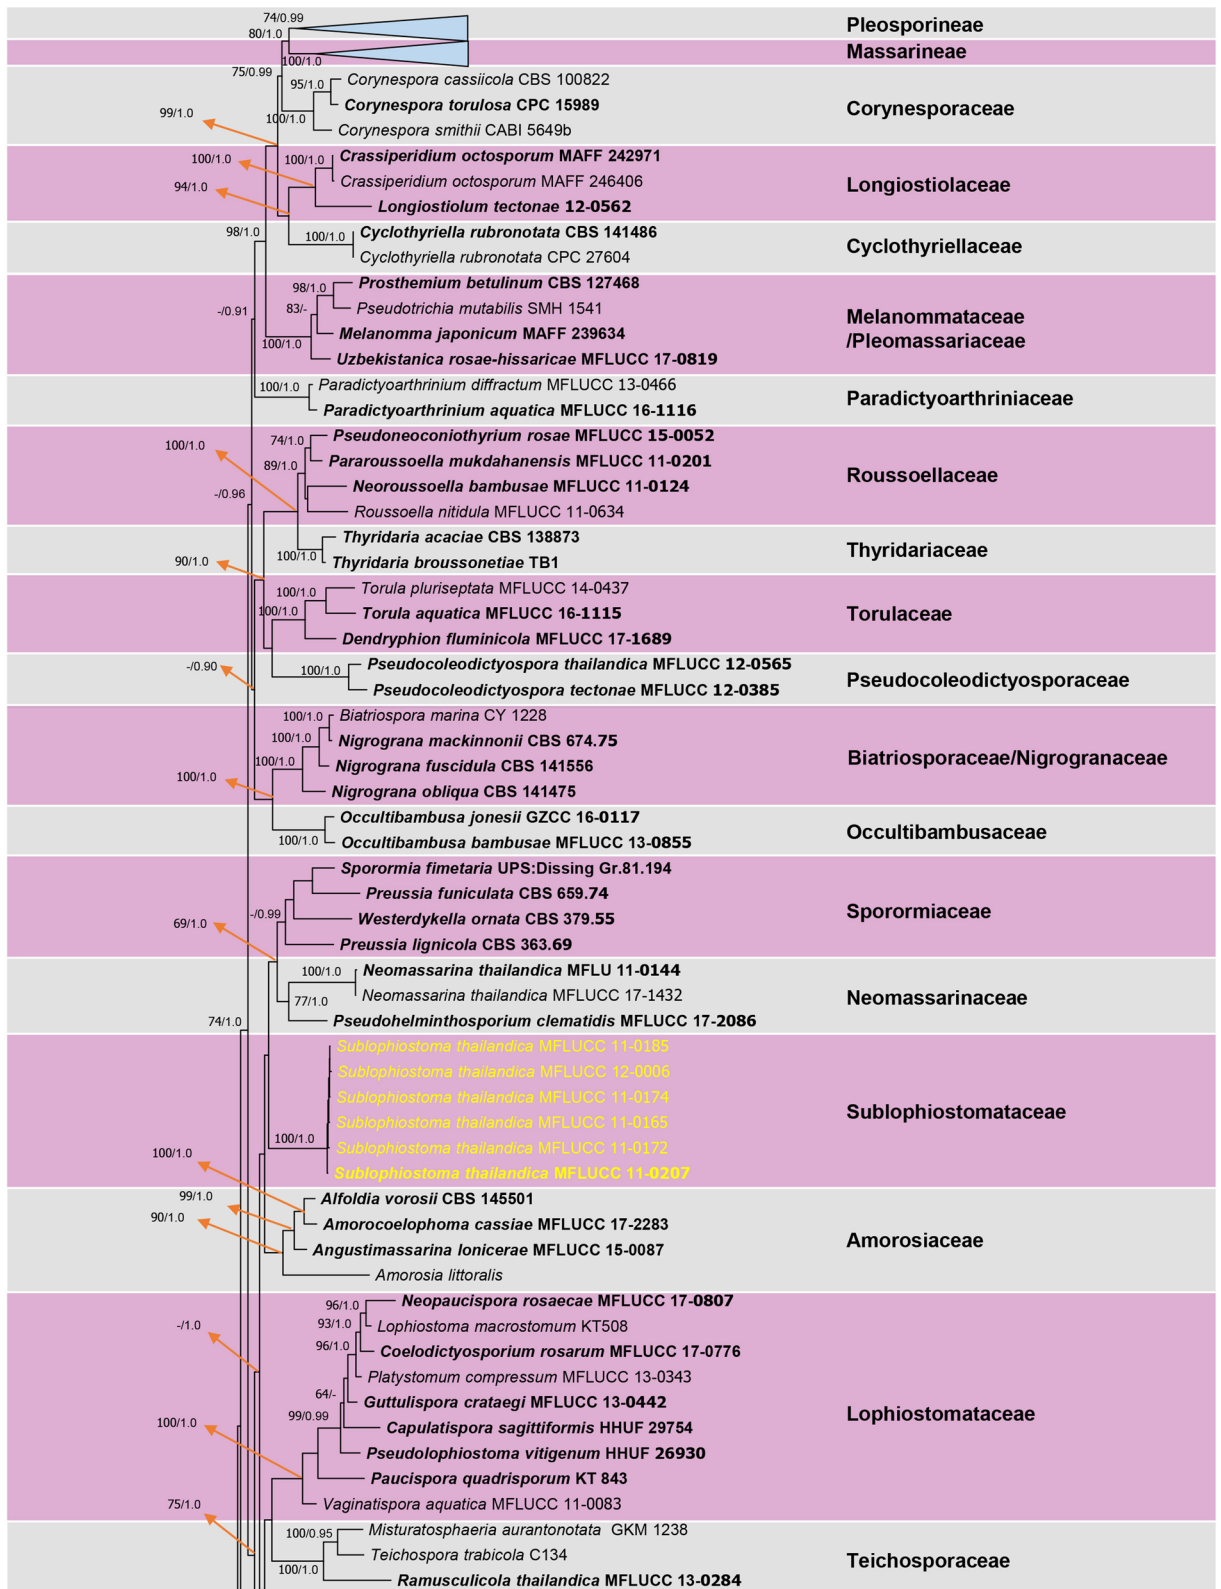 74/0.99
Pleosporineae
80/1.0
Massarineae
100/1.0
75/0.99
Corynespora cassiicola CBS 100822
95/1.0
Corynespora torulosa CPC 15989
Corynesporaceae
99/1.0
100/1.0
Corynespora smithii CABI 5649b
100/1.0
100/1.0
Crassiperidium octosporum MAFF 242971
Crassiperidium octosporum MAFF 246406
Longiostiolaceae
94/1.0
Longiostiolum tectonae 12-0562
98/1.0
100/1.0
Cyclothyriella rubronotata CBS 141486
Cyclothyriella rubronotata CPC 27604
Cyclothyriellaceae
98/1.0
Prosthemium betulinum CBS 127468
-/0.91
83/-
Pseudotrichia mutabilis SMH 1541
Melanommataceae
/Pleomassariaceae
Melanomma japonicum MAFF 239634
100/1.0
Uzbekistanica rosae-hissaricae MFLUCC 17-0819
100/1.0
Paradictyoarthrinium diffractum MFLUCC 13-0466
Paradictyoarthriniaceae
Paradictyoarthrinium aquatica MFLUCC 16-1116
100/1.0
74/1.0
Pseudoneoconiothyrium rosae MFLUCC 15-0052
89/1.0
Pararoussoella mukdahanensis MFLUCC 11-0201
Roussoellaceae
-/0.96
Neoroussoella bambusae MFLUCC 11-0124
Roussoella nitidula MFLUCC 11-0634
Thyridaria acaciae CBS 138873
Thyridariaceae
90/1.0
100/1.0
Thyridaria broussonetiae TB1
100/1.0
Torula pluriseptata MFLUCC 14-0437
100/1.0
Torula aquatica MFLUCC 16-1115
Torulaceae
Dendryphion fluminicola MFLUCC 17-1689
-/0.90
100/1.0
Pseudocoleodictyospora thailandica MFLUCC 12-0565
Pseudocoleodictyosporaceae
Pseudocoleodictyospora tectonae MFLUCC 12-0385
100/1.0
Biatriospora marina CY 1228
100/1.0
Nigrograna mackinnonii CBS 674.75
Biatriosporaceae/Nigrogranaceae
100/1.0
100/1.0
Nigrograna fuscidula CBS 141556
Nigrograna obliqua CBS 141475
Occultibambusa jonesii GZCC 16-0117
Occultibambusaceae
100/1.0
Occultibambusa bambusae MFLUCC 13-0855
Sporormia fimetaria UPS:Dissing Gr.81.194
Preussia funiculata CBS 659.74
69/1.0
-/0.99
Westerdykella ornata CBS 379.55
Sporormiaceae
Preussia lignicola CBS 363.69
100/1.0
Neomassarina thailandica MFLU 11-0144
Neomassarina thailandica MFLUCC 17-1432
Neomassarinaceae
77/1.0
74/1.0
Pseudohelminthosporium clematidis MFLUCC 17-2086
Sublophiostoma thailandica MFLUCC 11-0185
Sublophiostoma thailandica MFLUCC 12-0006
Sublophiostoma thailandica MFLUCC 11-0174
Sublophiostomataceae
Sublophiostoma thailandica MFLUCC 11-0165
100/1.0
Sublophiostoma thailandica MFLUCC 11-0172
100/1.0
Sublophiostoma thailandica MFLUCC 11-0207
99/1.0
Alfoldia vorosii CBS 145501
90/1.0
Amorocoelophoma cassiae MFLUCC 17-2283
Amorosiaceae
Angustimassarina lonicerae MFLUCC 15-0087
Amorosia littoralis
96/1.0
Neopaucispora rosaecae MFLUCC 17-0807
-/1.0
93/1.0
Lophiostoma macrostomum KT508
96/1.0
Coelodictyosporium rosarum MFLUCC 17-0776
Platystomum compressum MFLUCC 13-0343
64/-
Guttulispora crataegi MFLUCC 13-0442
Lophiostomataceae
100/1.0
99/0.99
Capulatispora sagittiformis HHUF 29754
Pseudolophiostoma vitigenum HHUF 26930
Paucispora quadrisporum KT 843
75/1.0
Vaginatispora aquatica MFLUCC 11-0083
100/0.95
Misturatosphaeria aurantonotata GKM 1238
Teichospora trabicola C134
Teichosporaceae
100/1.0
Ramusculicola thailandica MFLUCC 13-0284